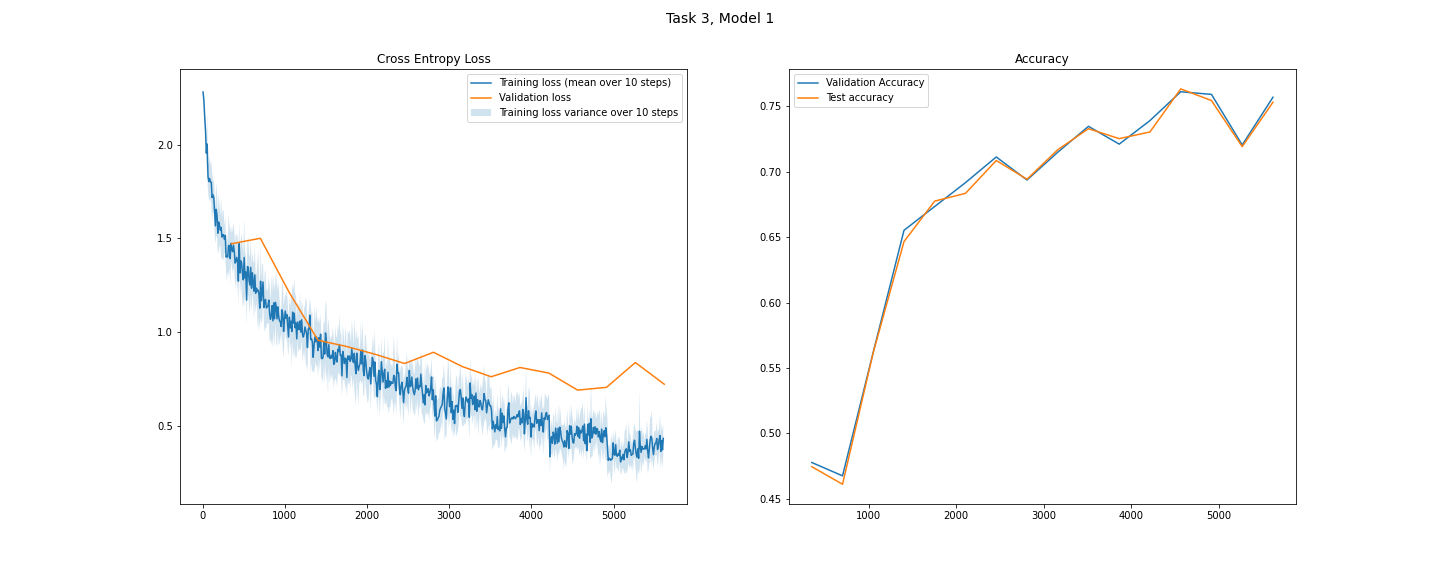 Task 3, Model 1
Cross Entropy Loss
Training loss (mean over 10 steps)
Validation loss
Training loss variance over 10 steps
2.0
1.5
1.0
0.5
0
1000
2000
3000
4000
5000
Accuracy
Validation Accuracy
Test accuracy
0.75
0.70
0.65
0.60
0.55
0.50
0.45
1000
2000
3000
4000
5000